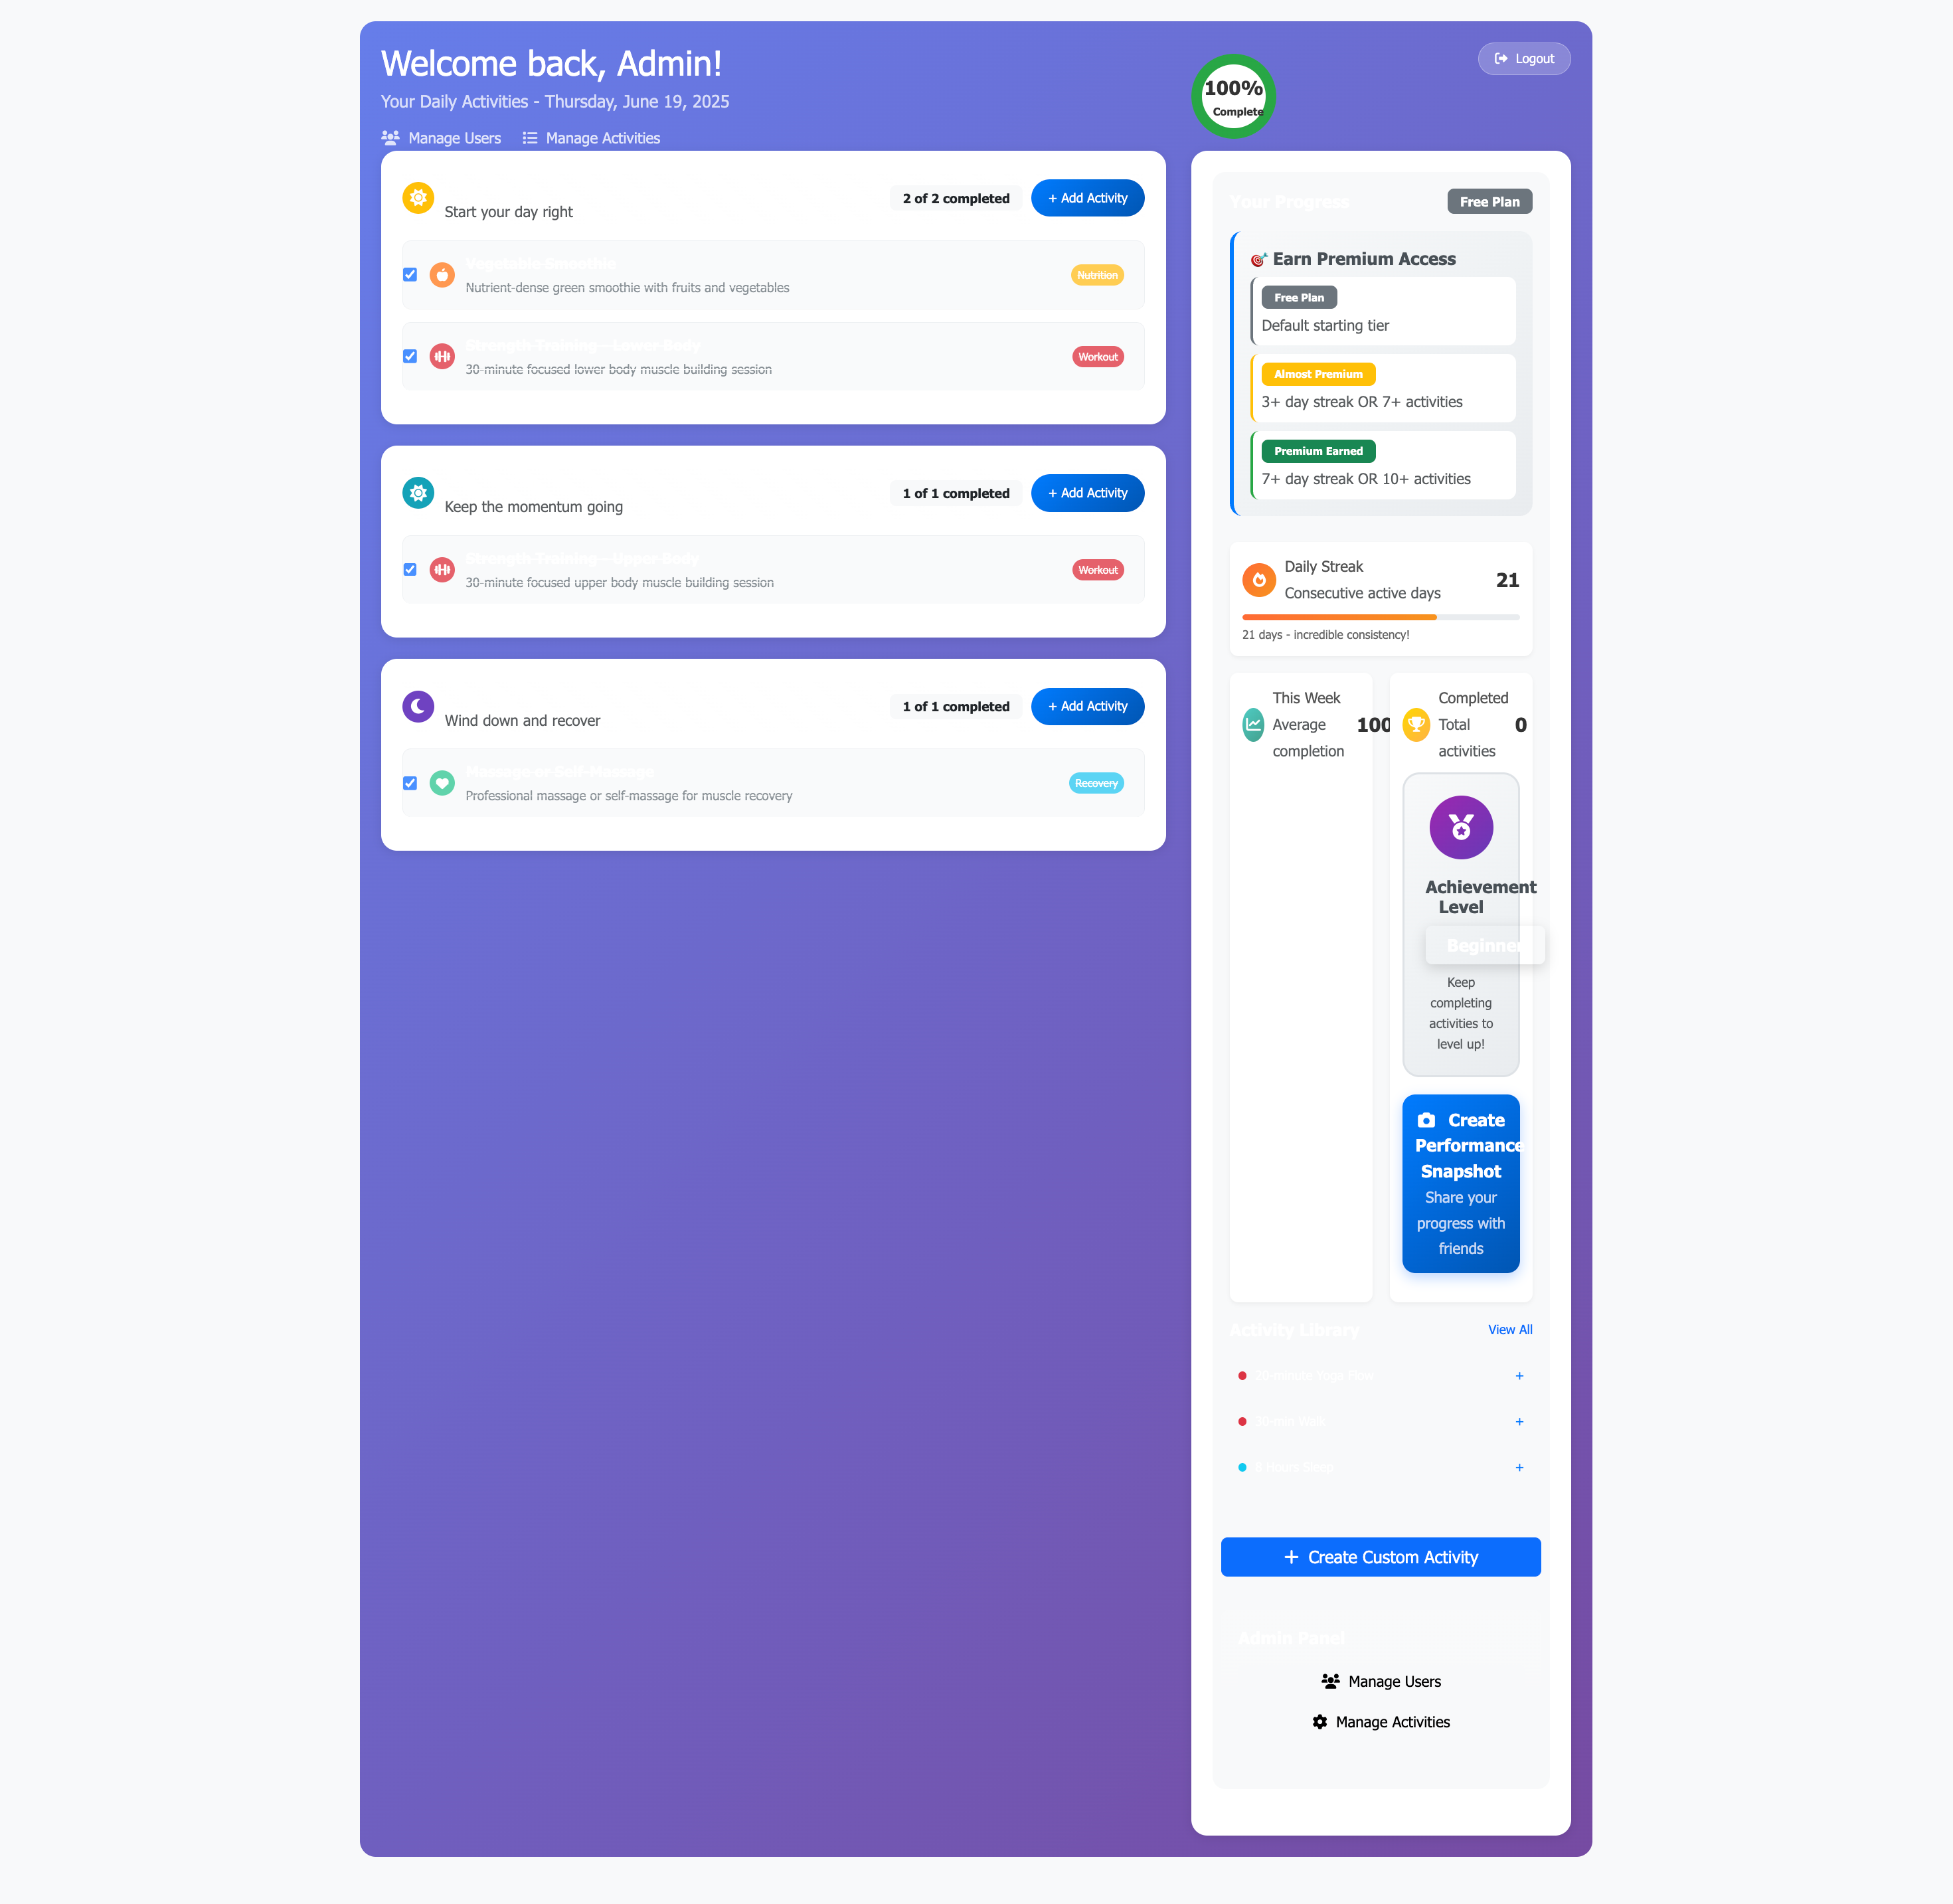 Welcome back, Admin!
Logout
Your Daily Activities - Thursday, June 19, 2025
100%
Complete
Manage Users
Manage Activities
Start your day right
2 of 2 completed
+ Add Activity
Vegetable Smoothie
Nutrient-dense green smoothie with fruits and vegetables
Nutrition
Strength Training - Lower Body
30-minute focused lower body muscle building session
Workout
Keep the momentum going
1 of 1 completed
+ Add Activity
Strength Training - Upper Body
30-minute focused upper body muscle building session
Workout
Wind down and recover
1 of 1 completed
+ Add Activity
Massage or Self-Massage
Professional massage or self-massage for muscle recovery
Recovery
Your Progress
Free Plan
🎯 Earn Premium Access
Free Plan
Default starting tier
Almost Premium
3+ day streak OR 7+ activities
Premium Earned
7+ day streak OR 10+ activities
Daily Streak
Consecutive active days
21
21 days - incredible consistency!
This Week
Average
completion
100
Completed
Total
activities
0
Achievement
Level
Beginner
Keep
completing
activities to
level up!
Create
Performance
Snapshot
Share your
progress with
friends
Activity Library
View All
Yoga Flow
+
Walk
+
8 Hours Sleep
+
+ Create Custom Activity
Admin Panel
Manage Users
Manage Activities